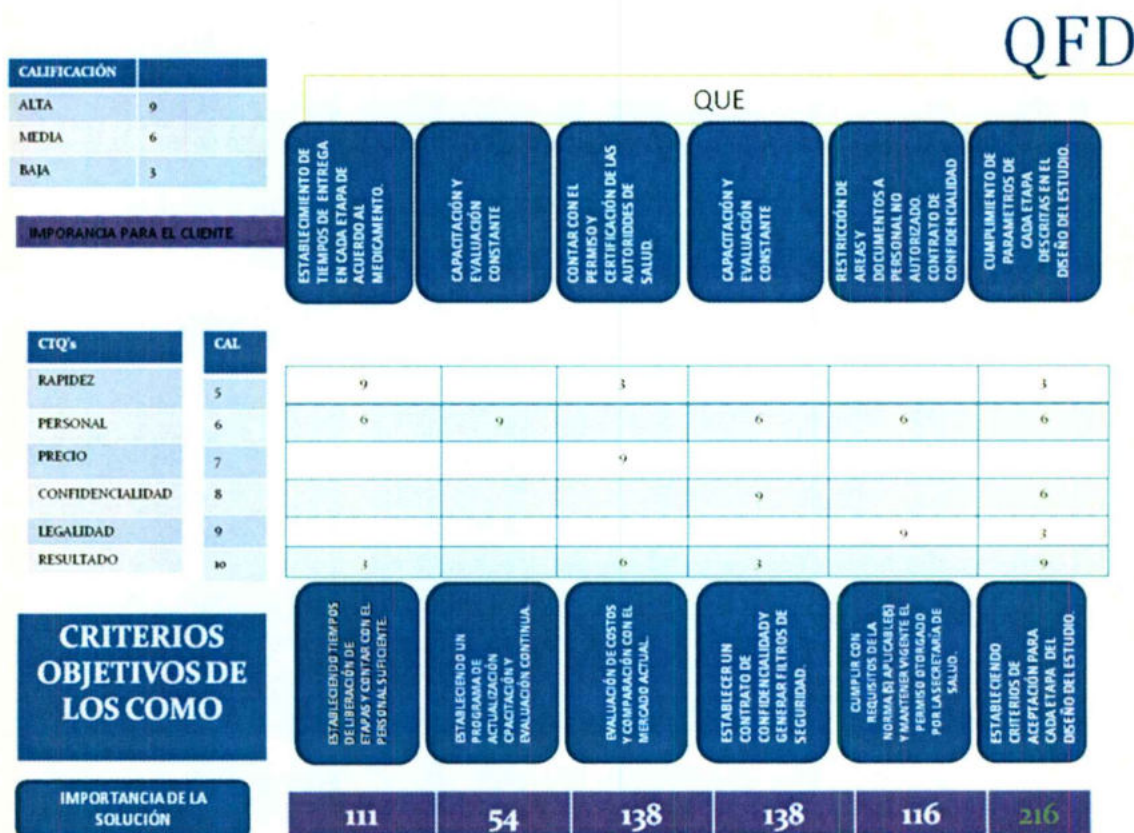 QFD
CALIFICACIÓN
ALTA 9
MEDIA 6
BAJA 3
QUE
IMPORANCIA PARA EL CLIENTE
ESTABLECIMIENTO DE
TIEMPOS DE ENTREGA
EN CADA ETAPA DE
ACUERDO AL
MEDICAMENTO.
CAPACITACIÓN Y
EVALUACIÓN
CONSTANTE
CONTAR CON EL
PERMISO Y
CERTIFICACIÓN DE LAS
AUTORIDDES DE
SALUD.
CAPACITACIÓN Y
EVALUACIÓN
CONSTANTE
RESTRICCIÓN DE
AREAS Y
DOCUMENTOS A
PERSONAL NO
AUTORIZADO.
CONTRATO DE
CONFIDENCIALIDAD
CUMPLIMIENTO DE
PARAMETROS DE
CADA ETAPA
DESCRITAS EN EL
DISEÑO DEL ESTUDIO.
CTQ's CAL
RAPIDEZ 5 9 3 3
PERSONAL 6 6 9 6 6 6
PRECIO 7 9
CONFIDENCIALIDAD 8 9 6
LEGALIDAD 9 9 3
RESULTADO 10 3 6 3 9
CRITERIOS
OBJETIVOS DE
LOS COMO
ESTABLECIENDO TIEMPOS
DE LIBERACIÓN DE
ETAPAS Y CONTAR CON EL
PERSONAL SUFICIENTE.
ESTABLECIENDO UN
PROGRAMA DE
ACTUALIZACIÓN
CPACITACIÓN Y
EVALUACIÓN CONTINUA.
EVALUACIÓN DE COSTOS
Y COMPARACIÓN CON EL
MERCADO ACTUAL.
ESTABLECER UN
CONTRATO DE
CONFIDENCIALIDAD Y
GENERAR FILTROS DE
SEGURIDAD.
CUMPLIR CON
REQUISITOS DE LA
NORMA (S) APLICABLE(S)
Y MANTENER VIGENTE EL
PERMISO OTORGADO
POR LA SECRETARÍA DE
SALUD.
ESTABLECIENDO
CRITERIOS DE
ACEPTACIÓN PARA
CADA ETAPA DEL
DISEÑO DEL ESTUDIO.
IMPORTANCIA DE LA
SOLUCIÓN
111 54 138 138 116 216